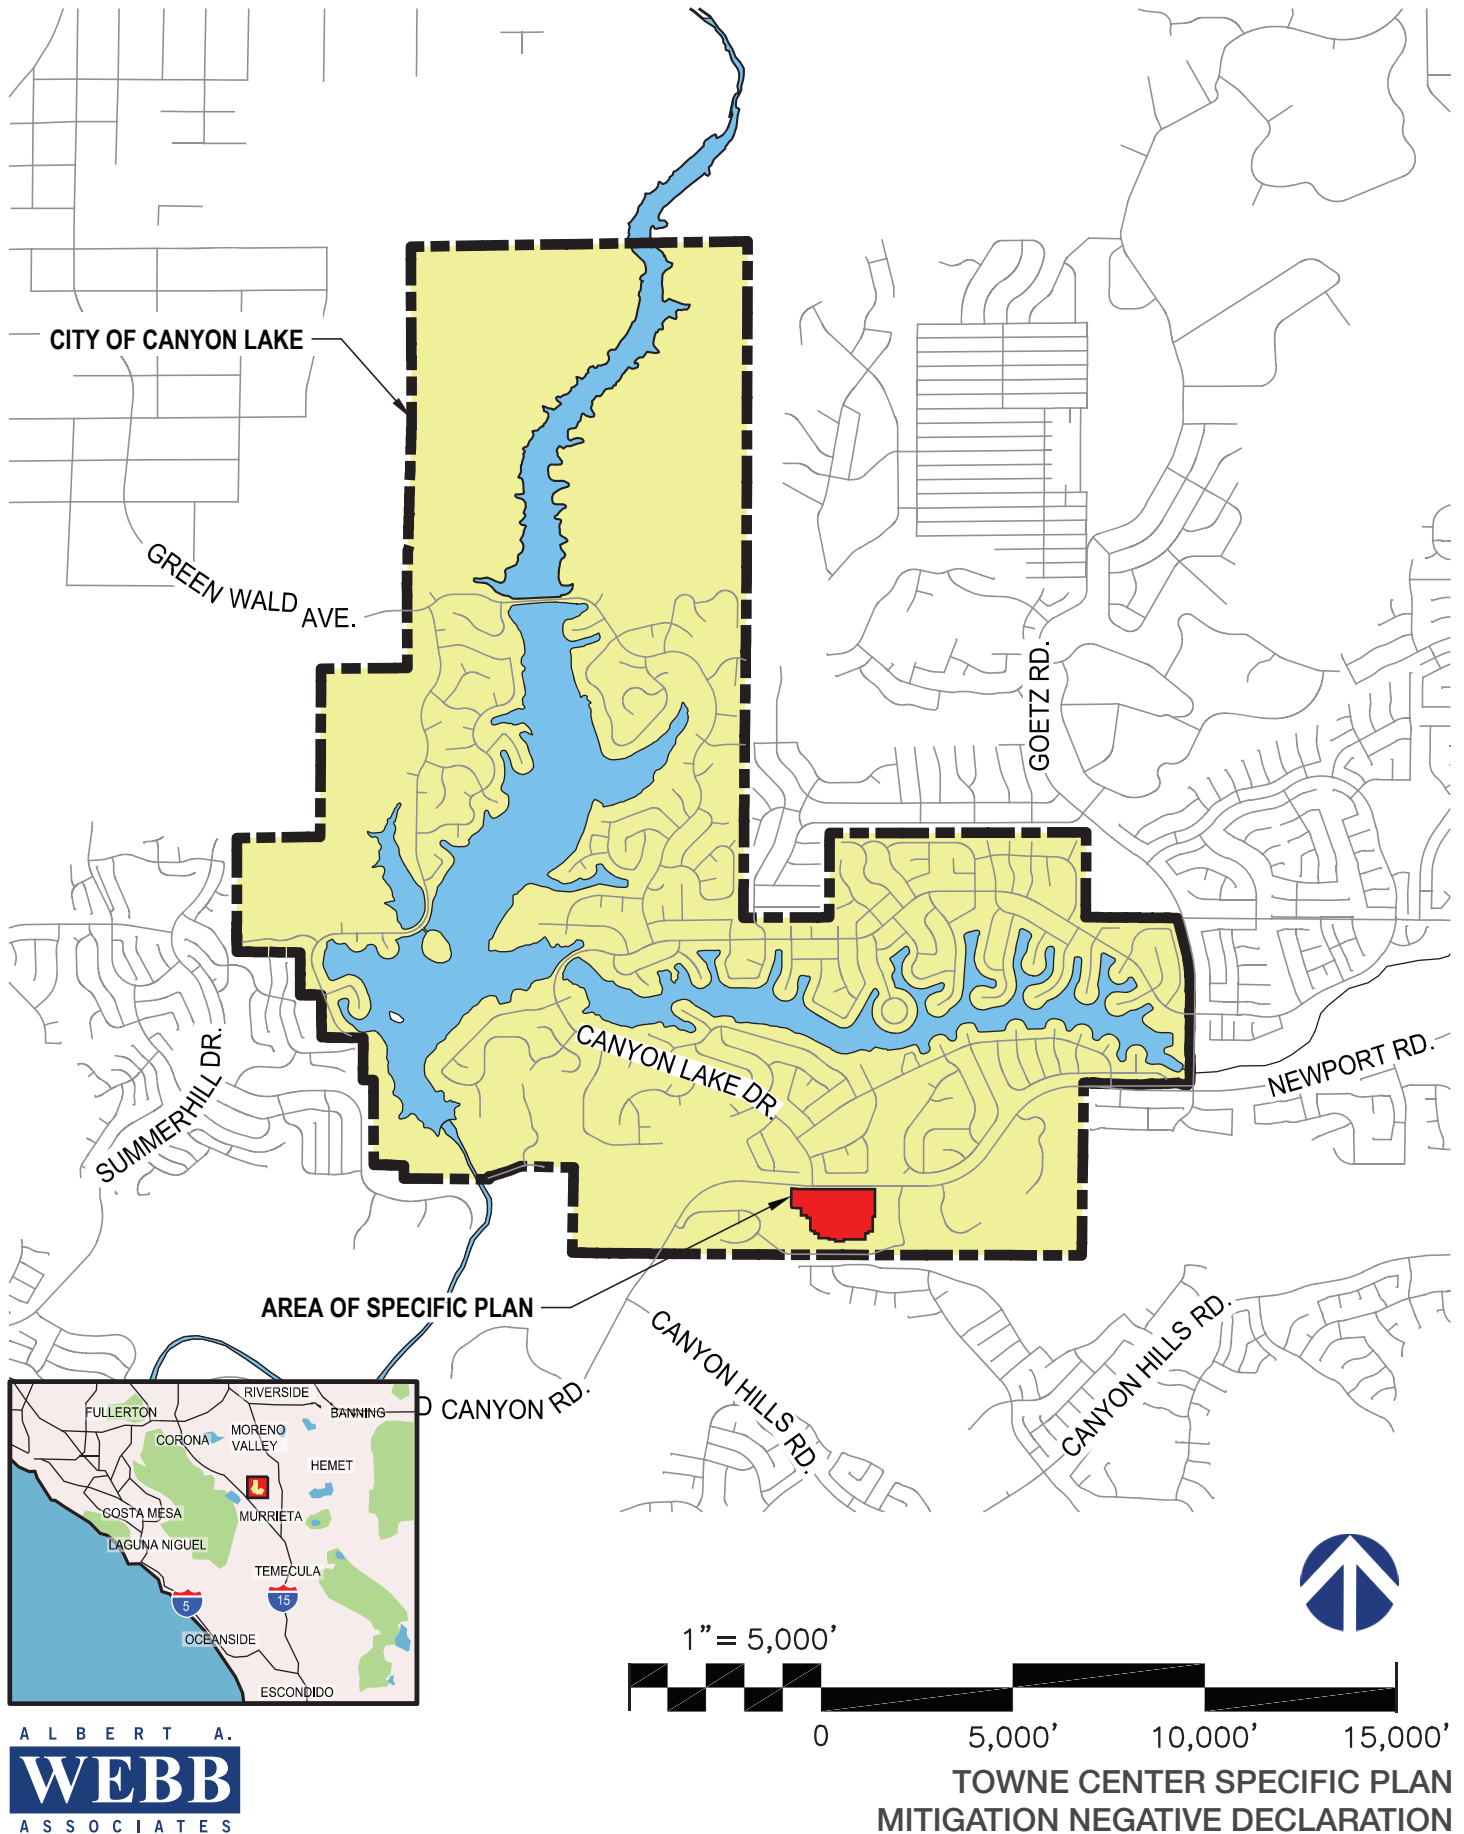 CITY OF CANYON LAKE
GREEN WALD AVE.
GOETZ RD.
CANYON LAKE DR.
SUMMERHILL DR.
NEWPORT RD.
AREA OF SPECIFIC PLAN
CANYON HILLS RD.
CANYON HILLS RD.
D CANYON RD.
RIVERSIDE
FULLERTON
BANNING
CORONA
MORENO
VALLEY
HEMET
COSTA MESA
MURRIETA
LAGUNA NIGUEL
TEMECULA
5
15
OCEANSIDE
ESCONDIDO
1"= 5,000'
0 5,000' 10,000' 15,000'
ALBERT A.
WEBB
ASSOCIATES
TOWNE CENTER SPECIFIC PLAN
MITIGATION NEGATIVE DECLARATION